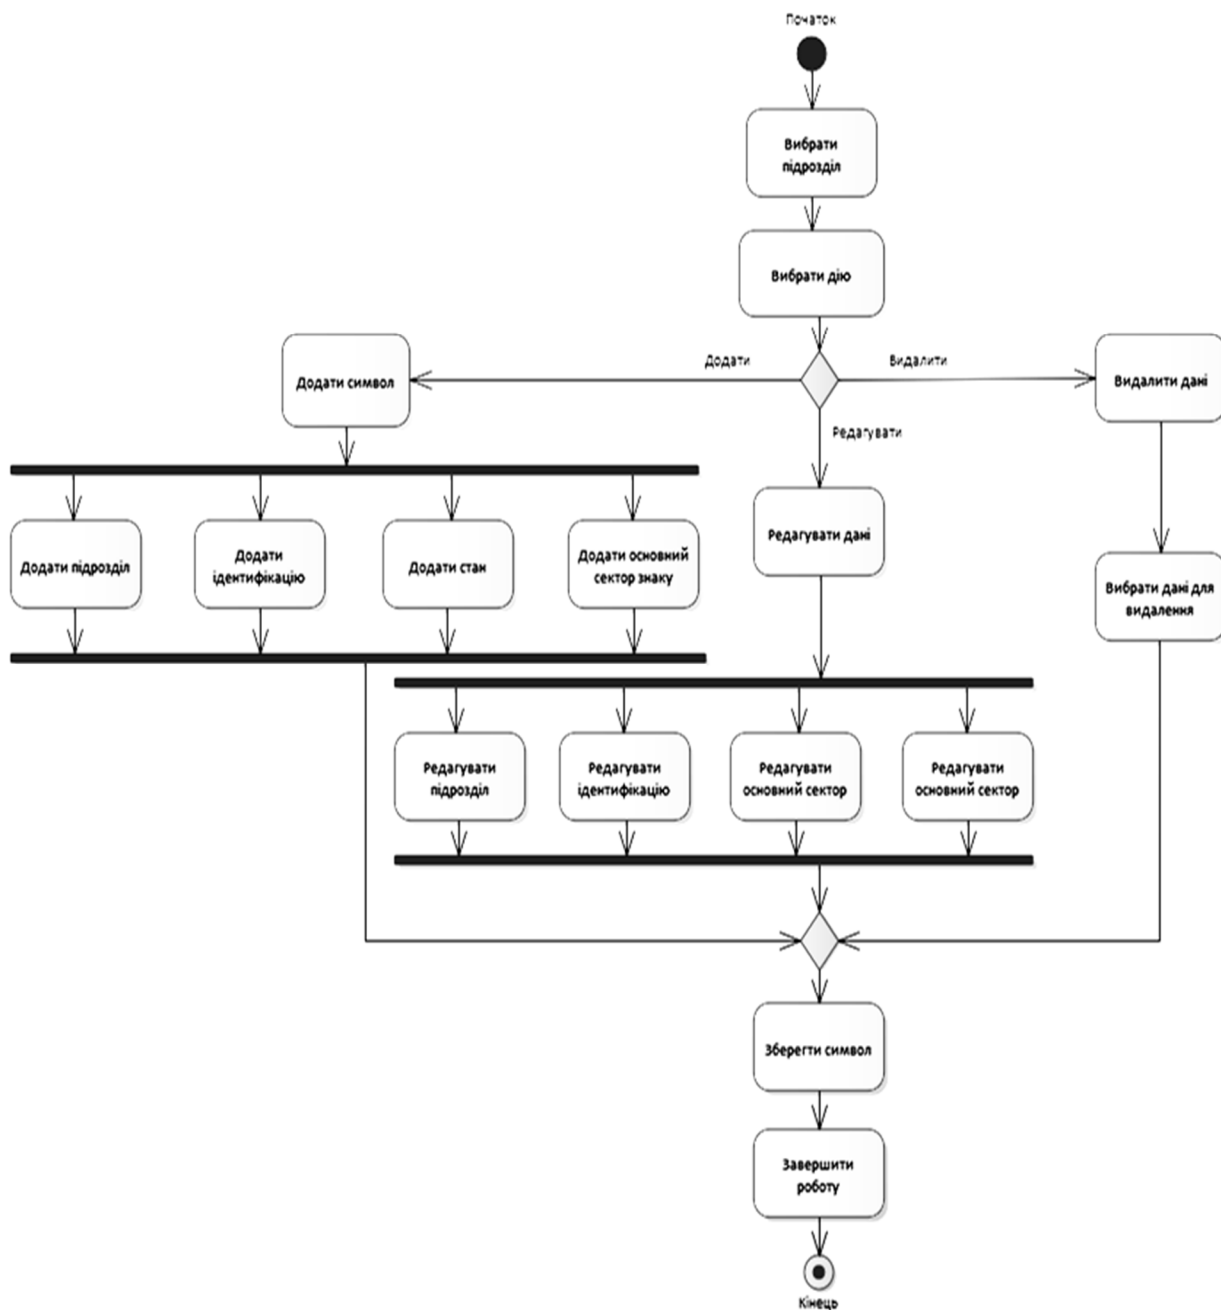 Початок
Вибрати
підрозділ
Вибрати дію
Додати
Видалити
Додати символ
Видалити дані
Редагувати
Додати підрозділ
Додати
ідентифікацію
Додати стан
Додати основний
сектор знаку
Редагувати дані
Вибрати дані для
видалення
Редагувати
підрозділ
Редагувати
ідентифікацію
Редагувати
основний сектор
Редагувати
основний сектор
Зберегти символ
Завершити
роботу
Кінець